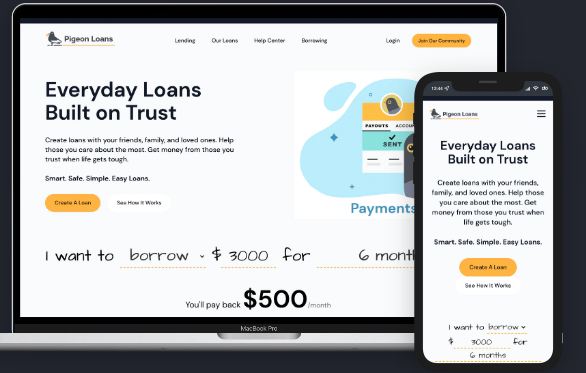 Pigeon Loans
Lending Our Loans Help Center Borrowing Login Join Our Community
Everyday Loans
Built on Trust
Create loans with your friends, family, and loved ones. Help
those you care about the most. Get money from those you
trust when life gets tough.
Smart. Safe. Simple. Easy Loans.
Create A Loan See How It Works
PAYOUTS ACCOU
SENT
Payments
I want to borrow $ 3000 for 6 month
You'll pay back $500/month
MacBook Pro
12:44
Pigeon Loans
Everyday Loans
Built on Trust
Create loans with your friends,
family, and loved ones. Help those
you care about the most. Get
money from those you trust when
life gets tough.
Smart. Safe. Simple. Easy Loans.
Create A Loan
See How It Works
I want to borrow
$ 3000 for
6 months